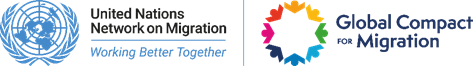 United Nations
Network on Migration
Working Better Together
Global Compact
FOR Migration